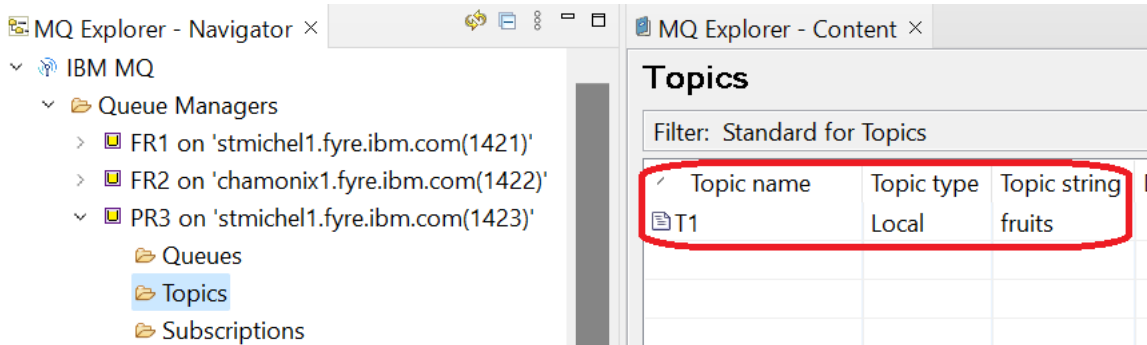 MQ Explorer - Navigator ×
IBM MQ
Queue Managers
FR1 on 'stmichel1.fyre.ibm.com(1421)'
FR2 on 'chamonix1.fyre.ibm.com(1422)'
PR3 on 'stmichel1.fyre.ibm.com(1423)'
Queues
Topics
Subscriptions
MQ Explorer - Content ×
Topics
Filter: Standard for Topics
Topic name Topic type Topic string
T1 Local fruits